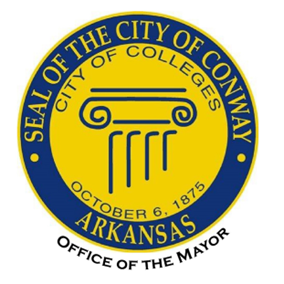 SEAL OF THE CITY OF CONWAY
CITY OF COLLEGES
OCTOBER 6, 1875
ARKANSAS
OFFICE OF THE MAYOR